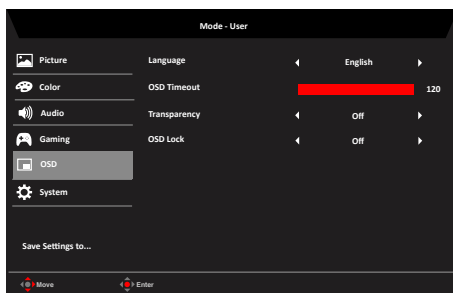 Mode - User
Picture
Language English
Color
OSD Timeout 120
Audio
Transparency Off
Gaming
OSD Lock Off
OSD
System
Save Settings to...
Move Enter